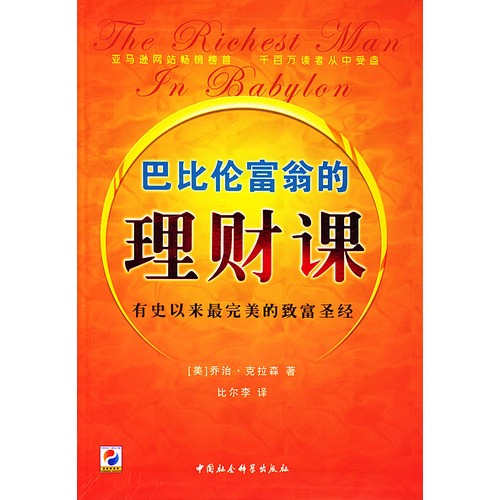 The Richest Man
亚马逊网站畅销榜首 千百万读者从中受益
In Babylon
巴比伦富翁的
理财课
有史以来最完美的致富圣经
[美]乔治·克拉森 著
比尔李 译
中国社会科学出版社